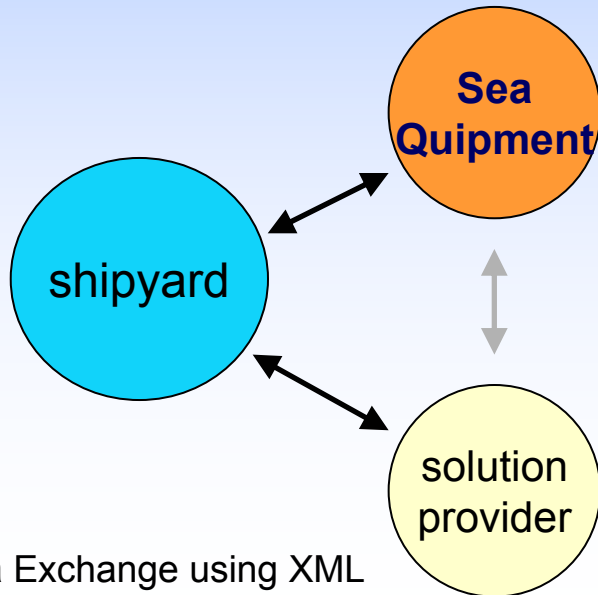 Sea
Quipment
shipyard
solution
provider
Exchange using XML